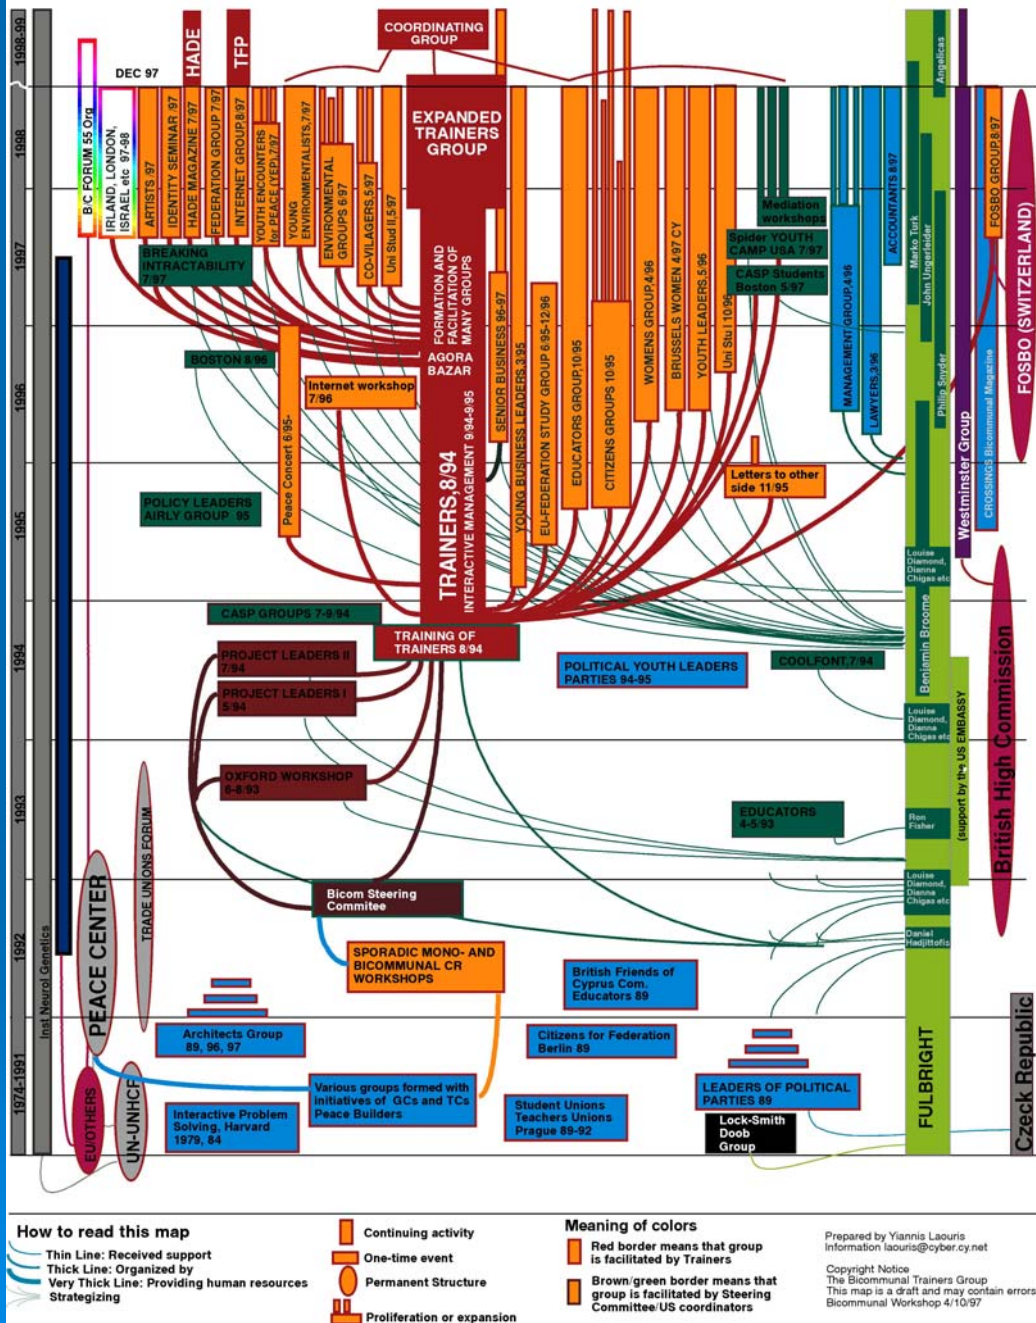 1998-99
1998
1997
1996
1995
1994
1993
1992
1974-1991
Inst Neurol Genetics
B/C FORUM 55 Org
DEC 97
IRLAND, LONDON,
ISRAEL etc 97-98
ARTISTS /97
IDENTITY SEMINAR /97
HADE
HADE MAGAZINE 7/97
FEDERATION GROUP 7/97
TFP
INTERNET GROUP,8/97
YOUTH ENCOUNTERS
for PEACE (YEP),7/97
YOUNG
ENVIRONMENTALISTS,7/97
ENVIRONMENTAL
GROUPS 6/97
CO-VILAGERS,5/97
Uni Stud II,5/97
COORDINATING
GROUP
EXPANDED
TRAINERS
GROUP
FORMATION AND
FACILITATION OF
MANY GROUPS
AGORA
BAZAR
TRAINERS,8/94
INTERACTIVE MANAGEMENT 9/94-9/95
SENIOR BUSINESS 96-97
YOUNG BUSINESS LEADERS,3/95
EU-FEDERATION STUDY GROUP 6/95-12/96
EDUCATORS GROUP,10/95
CITIZENS GROUPS 10/95
WOMENS GROUP,4/96
BRUSSELS WOMEN 4/97 CY
YOUTH LEADERS,5/96
Uni Stu I 10/96
Mediation
workshops
Spider YOUTH
CAMP USA 7/97
CASP Students
Boston 5/97
MANAGEMENT GROUP,4/96
LAWYERS,3/96
ACCOUNTANTS 8/97
Angelicas
Marko Turk
John Ungerleider
Philip Snyder
FOSBO GROUP,8/97
CROSSINGS Bicommunal Magazine
FOSBO (SWITZERLAND)
Westminster Group
BREAKING
INTRACTABILITY
7/97
BOSTON 8/96
Internet workshop
7/96
Peace Concert 6/95-
POLICY LEADERS
AIRLY GROUP  95
Letters to other
side 11/95
Louise
Diamond,
Dianna
Chigas etc
CASP GROUPS 7-9/94
TRAINING OF
TRAINERS 8/94
PROJECT LEADERS II
7/94
PROJECT LEADERS I
5/94
POLITICAL YOUTH LEADERS
PARTIES 94-95
COOLFONT,7/94
Benjamin Broome
Louise
Diamond,
Dianna
Chigas etc
(support by the US EMBASSY
British High Commission
OXFORD WORKSHOP
6-8/93
EDUCATORS
4-5/93
Ron
Fisher
TRADE UNIONS FORUM
PEACE CENTER
Bicom Steering
Commitee
Louise
Diamond,
Dianna
Chigas etc
Daniel
Hadjittofis
SPORADIC MONO- AND
BICOMMUNAL CR
WORKSHOPS
British Friends of
Cyprus Com.
Educators 89
Architects Group
89, 96, 97
Citizens for Federation
Berlin 89
EU/OTHERS
UN-UNHCF
Various groups formed with
initiatives of  GCs and TCs
Peace Builders
Interactive Problem
Solving, Harvard
1979, 84
Student Unions
Teachers Unions
Prague 89-92
LEADERS OF POLITICAL
PARTIES 89
Lock-Smith
Doob
Group
FULBRIGHT
Czeck Republic
How to read this map
Thin Line: Received support
Thick Line: Organized by
Very Thick Line: Providing human resources
Strategizing
Continuing activity
One-time event
Permanent Structure
Proliferation or expansion
Meaning of colors
Red border means that group
is facilitated by Trainers
Brown/green border means that
group is facilitated by Steering
Committee/US coordinators
Prepared by Yiannis Laouris
Information laouris@cyber.cy.net
Copyright Notice
The Bicommunal Trainers Group
This map is a draft and may contain errors
Bicommunal Workshop 4/10/97